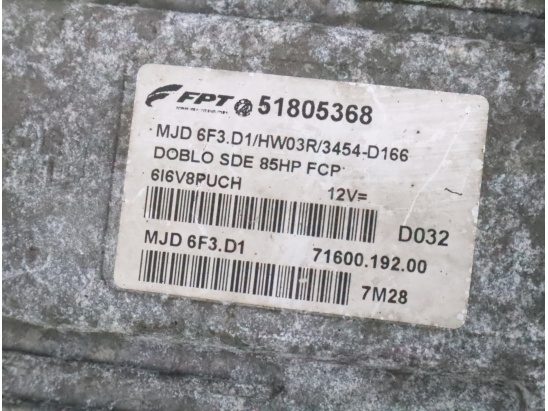 FPT 51805368
MJD 6F3.D1/HW03R/3454-D166
DOBLO SDE 85HP FCP
6I6V8PUCH 12V=
D032
MJD 6F3.D1 71600.192.00
7M28